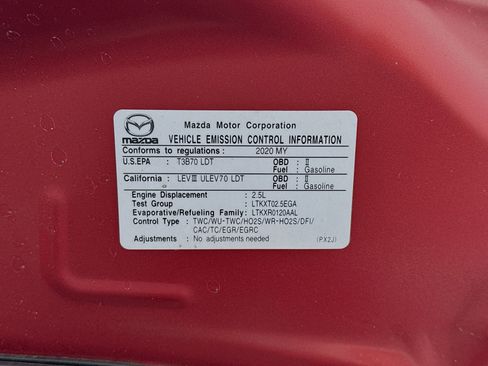 Mazda Motor Corporation
mazda VEHICLE EMISSION CONTROL INFORMATION
Conforms to regulations : 2020 MY
U.S.EPA : T3B70 LDT OBD : II
Fuel : Gasoline
California : LEVⅢ ULEV70 LDT OBD : II
Fuel : Gasoline
Engine Displacement : 2.5L
Test Group : LTKXT02.5EGA
Evaporative/Refueling Family : LTKXR0120AAL
Control Type : TWC/WU-TWC/HO2S/WR-HO2S/DFI/
CAC/TC/EGR/EGRC
Adjustments : No adjustments needed (PX2J)